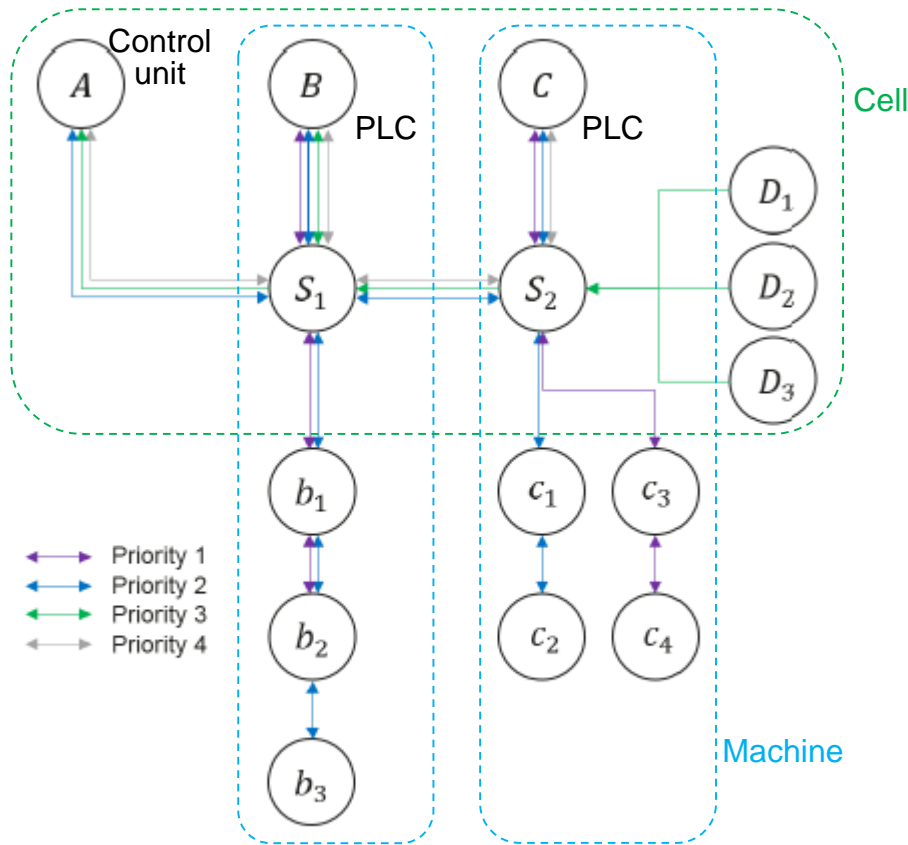 Control
unit
A
B
C
PLC
PLC
Cell
D₁
D₂
D₃
S₁
S₂
b₁
c₁
c₃
Priority 1
Priority 2
Priority 3
Priority 4
b₂
c₂
c₄
Machine
b₃